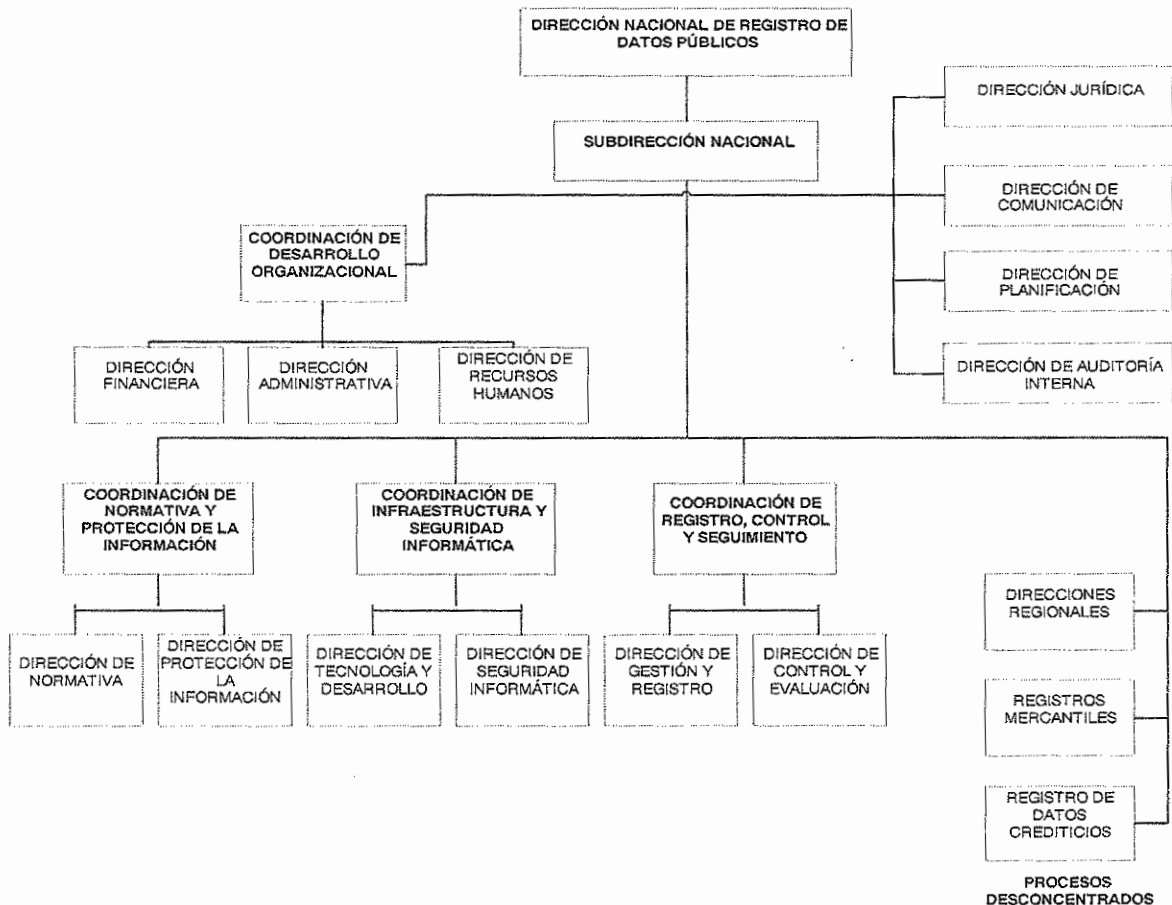 DIRECCIÓN NACIONAL DE REGISTRO DE
DATOS PÚBLICOS
SUBDIRECCIÓN NACIONAL
DIRECCIÓN JURÍDICA
DIRECCIÓN DE
COMUNICACIÓN
DIRECCIÓN DE
PLANIFICACIÓN
DIRECCIÓN DE AUDITORÍA
INTERNA
COORDINACIÓN DE
DESARROLLO
ORGANIZACIONAL
DIRECCIÓN
FINANCIERA
DIRECCIÓN
ADMINISTRATIVA
DIRECCIÓN DE
RECURSOS
HUMANOS
COORDINACIÓN DE
NORMATIVA Y
PROTECCIÓN DE LA
INFORMACIÓN
COORDINACIÓN DE
INFRAESTRUCTURA Y
SEGURIDAD
INFORMÁTICA
COORDINACIÓN DE
REGISTRO, CONTROL
Y SEGUIMIENTO
DIRECCIÓN DE
NORMATIVA
DIRECCIÓN DE
PROTECCIÓN DE
LA
INFORMACIÓN
DIRECCIÓN DE
TECNOLOGÍA Y
DESARROLLO
DIRECCIÓN DE
SEGURIDAD
INFORMÁTICA
DIRECCIÓN DE
GESTIÓN Y
REGISTRO
DIRECCIÓN DE
CONTROL Y
EVALUACIÓN
DIRECCIONES
REGIONALES
REGISTROS
MERCANTILES
REGISTRO DE
DATOS
CREDITICIOS
PROCESOS
DESCONCENTRADOS